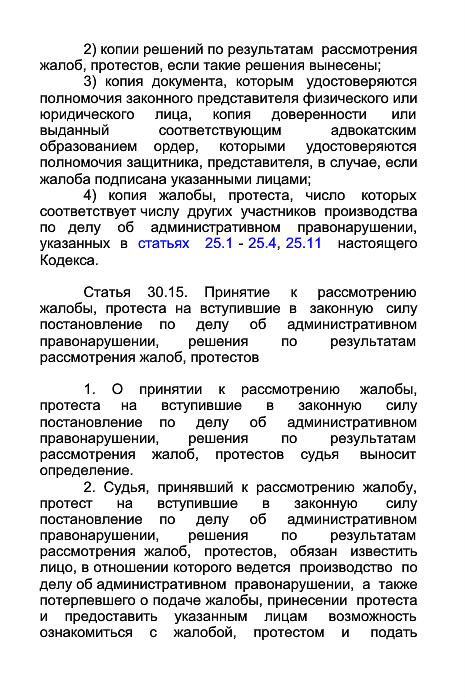 2) копии решений по результатам рассмотрения
жалоб, протестов, если такие решения вынесены;
3) копия документа, которым удостоверяются
полномочия законного представителя физического или
юридического лица, копия доверенности или
выданный соответствующим адвокатским
образованием ордер, которыми удостоверяются
полномочия защитника, представителя, в случае, если
жалоба подписана указанными лицами;
4) копия жалобы, протеста, число которых
соответствует числу других участников производства
по делу об административном правонарушении,
указанных в статьях 25.1 - 25.4, 25.11 настоящего
Кодекса.
Статья 30.15. Принятие к рассмотрению
жалобы, протеста на вступившие в законную силу
постановление по делу об административном
правонарушении, решения по результатам
рассмотрения жалоб, протестов
1. О принятии к рассмотрению жалобы,
протеста на вступившие в законную силу
постановление по делу об административном
правонарушении, решения по результатам
рассмотрения жалоб, протестов судья выносит
определение.
2. Судья, принявший к рассмотрению жалобу,
протест на вступившие в законную силу
постановление по делу об административном
правонарушении, решения по результатам
рассмотрения жалоб, протестов, обязан известить
лицо, в отношении которого ведется производство по
делу об административном правонарушении, а также
потерпевшего о подаче жалобы, принесении протеста
и предоставить указанным лицам возможность
ознакомиться с жалобой, протестом и подать